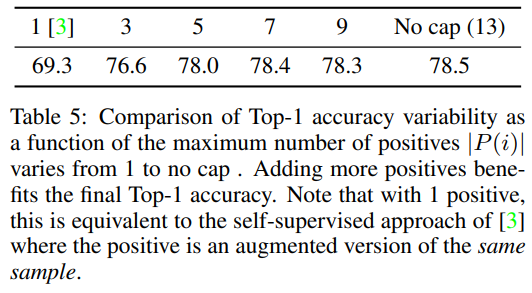 1 [3] 3 5 7 9 No cap (13)
69.3 76.6 78.0 78.4 78.3 78.5
Table 5: Comparison of Top-1 accuracy variability as
a function of the maximum number of positives |P(i)|
varies from 1 to no cap . Adding more positives bene-
fits the final Top-1 accuracy. Note that with 1 positive,
this is equivalent to the self-supervised approach of [3]
where the positive is an augmented version of the same
sample.